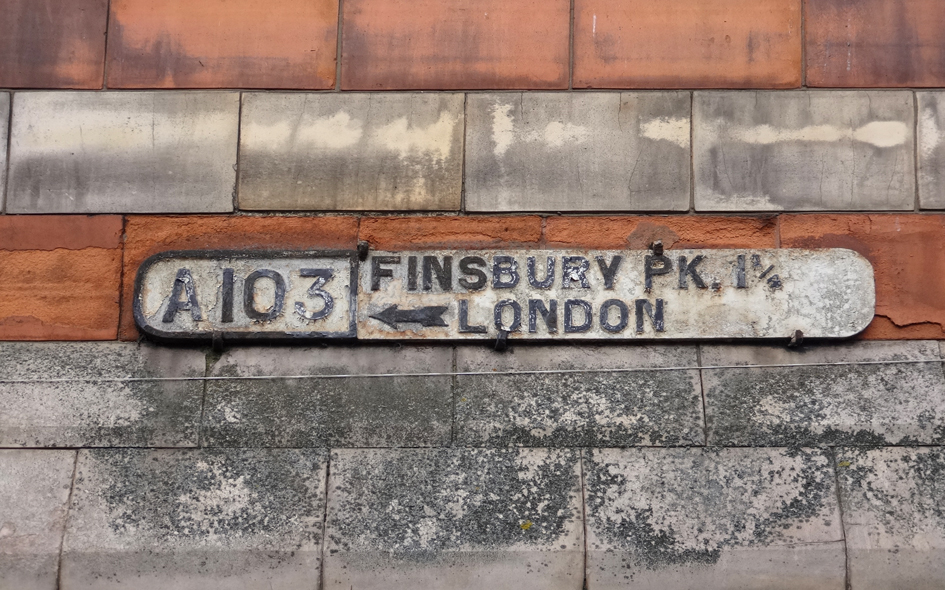 A103
FINSBURY PK. 1¼
LONDON